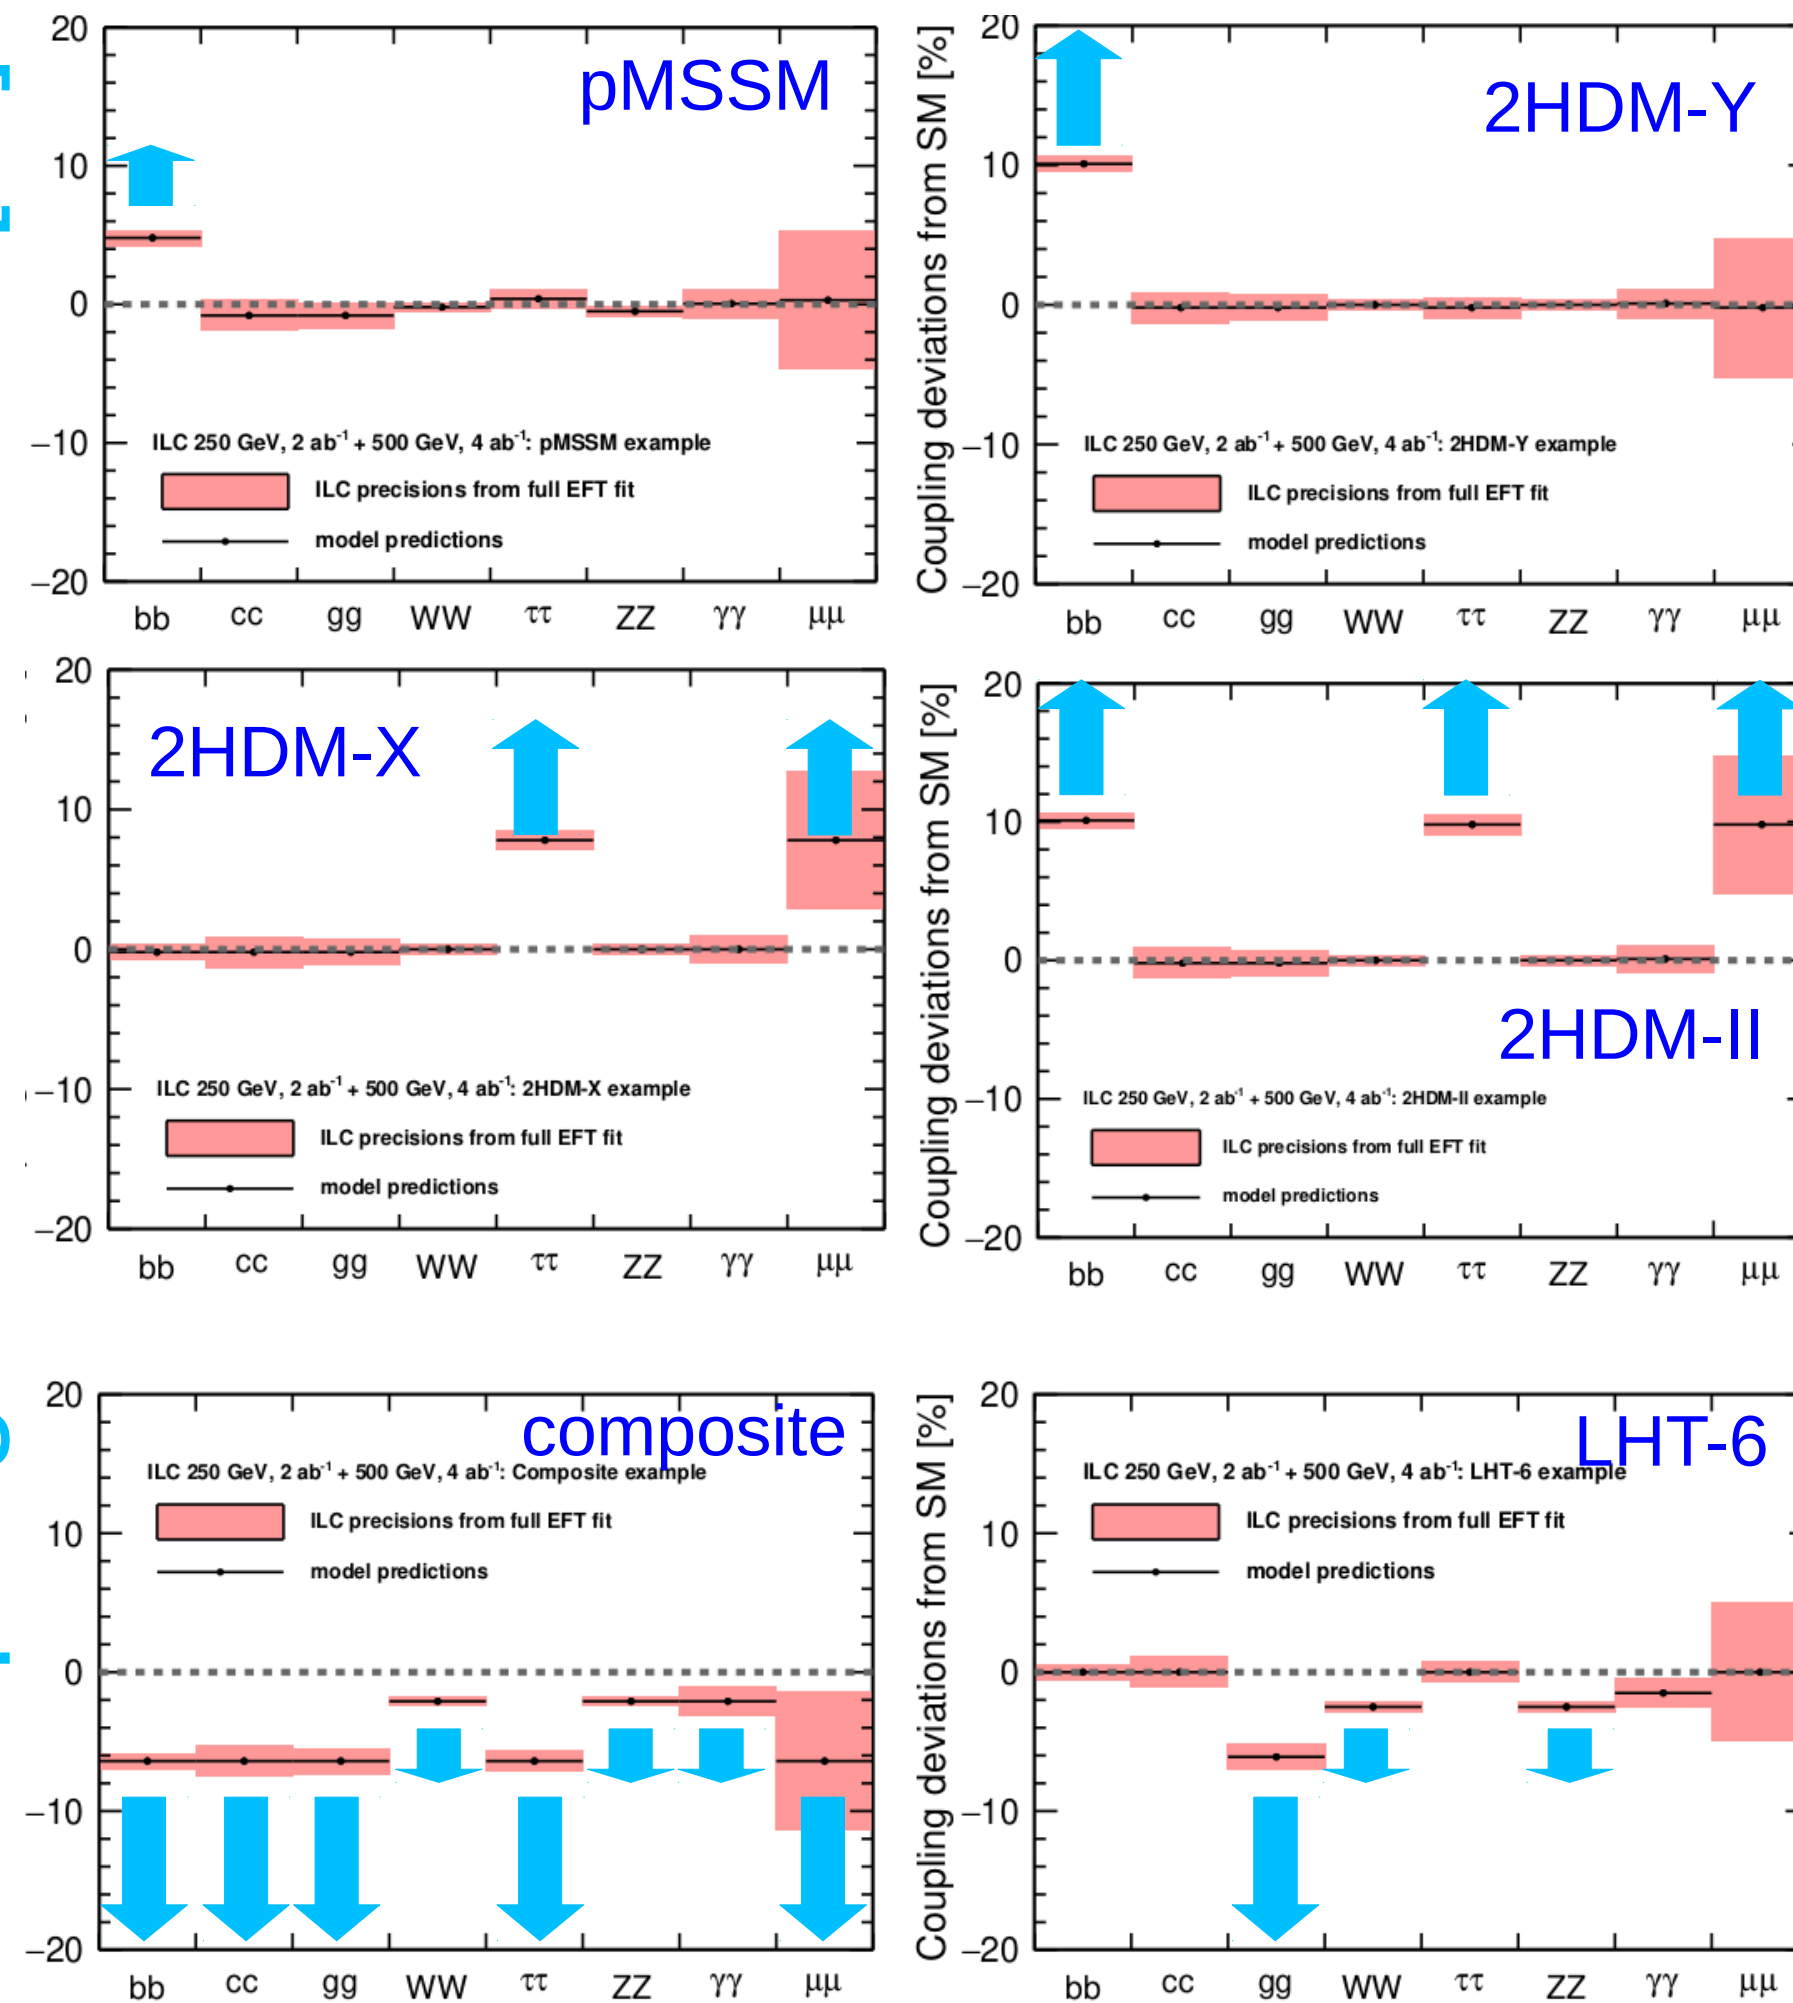 pMSSM
20
10
0
−10
−20
ILC 250 GeV, 2 ab-1 + 500 GeV, 4 ab-1: pMSSM example
ILC precisions from full EFT fit
model predictions
bb cc gg WW ττ ZZ γγ μμ
2HDM-Y
Coupling deviations from SM [%]
20
10
0
−10
−20
ILC 250 GeV, 2 ab-1 + 500 GeV, 4 ab-1: 2HDM-Y example
ILC precisions from full EFT fit
model predictions
bb cc gg WW ττ ZZ γγ μμ
2HDM-X
20
10
0
−10
−20
ILC 250 GeV, 2 ab-1 + 500 GeV, 4 ab-1: 2HDM-X example
ILC precisions from full EFT fit
model predictions
bb cc gg WW ττ ZZ γγ μμ
Coupling deviations from SM [%]
20
10
0
−10
−20
2HDM-II
ILC 250 GeV, 2 ab-1 + 500 GeV, 4 ab-1: 2HDM-II example
ILC precisions from full EFT fit
model predictions
bb cc gg WW ττ ZZ γγ μμ
composite
20
10
0
−10
−20
ILC 250 GeV, 2 ab-1 + 500 GeV, 4 ab-1: Composite example
ILC precisions from full EFT fit
model predictions
bb cc gg WW ττ ZZ γγ μμ
LHT-6
Coupling deviations from SM [%]
20
10
0
−10
−20
ILC 250 GeV, 2 ab-1 + 500 GeV, 4 ab-1: LHT-6 example
ILC precisions from full EFT fit
model predictions
bb cc gg WW ττ ZZ γγ μμ